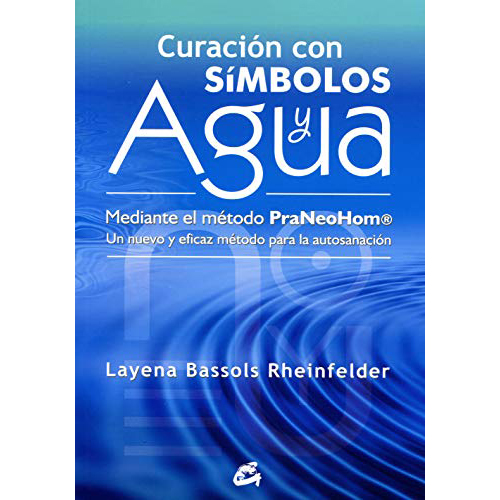 Curación con
SíMBOLOS
y
Agua
Mediante el método PraNeoHom®
Un nuevo y eficaz método para la autosanación
Layena Bassols Rheinfelder